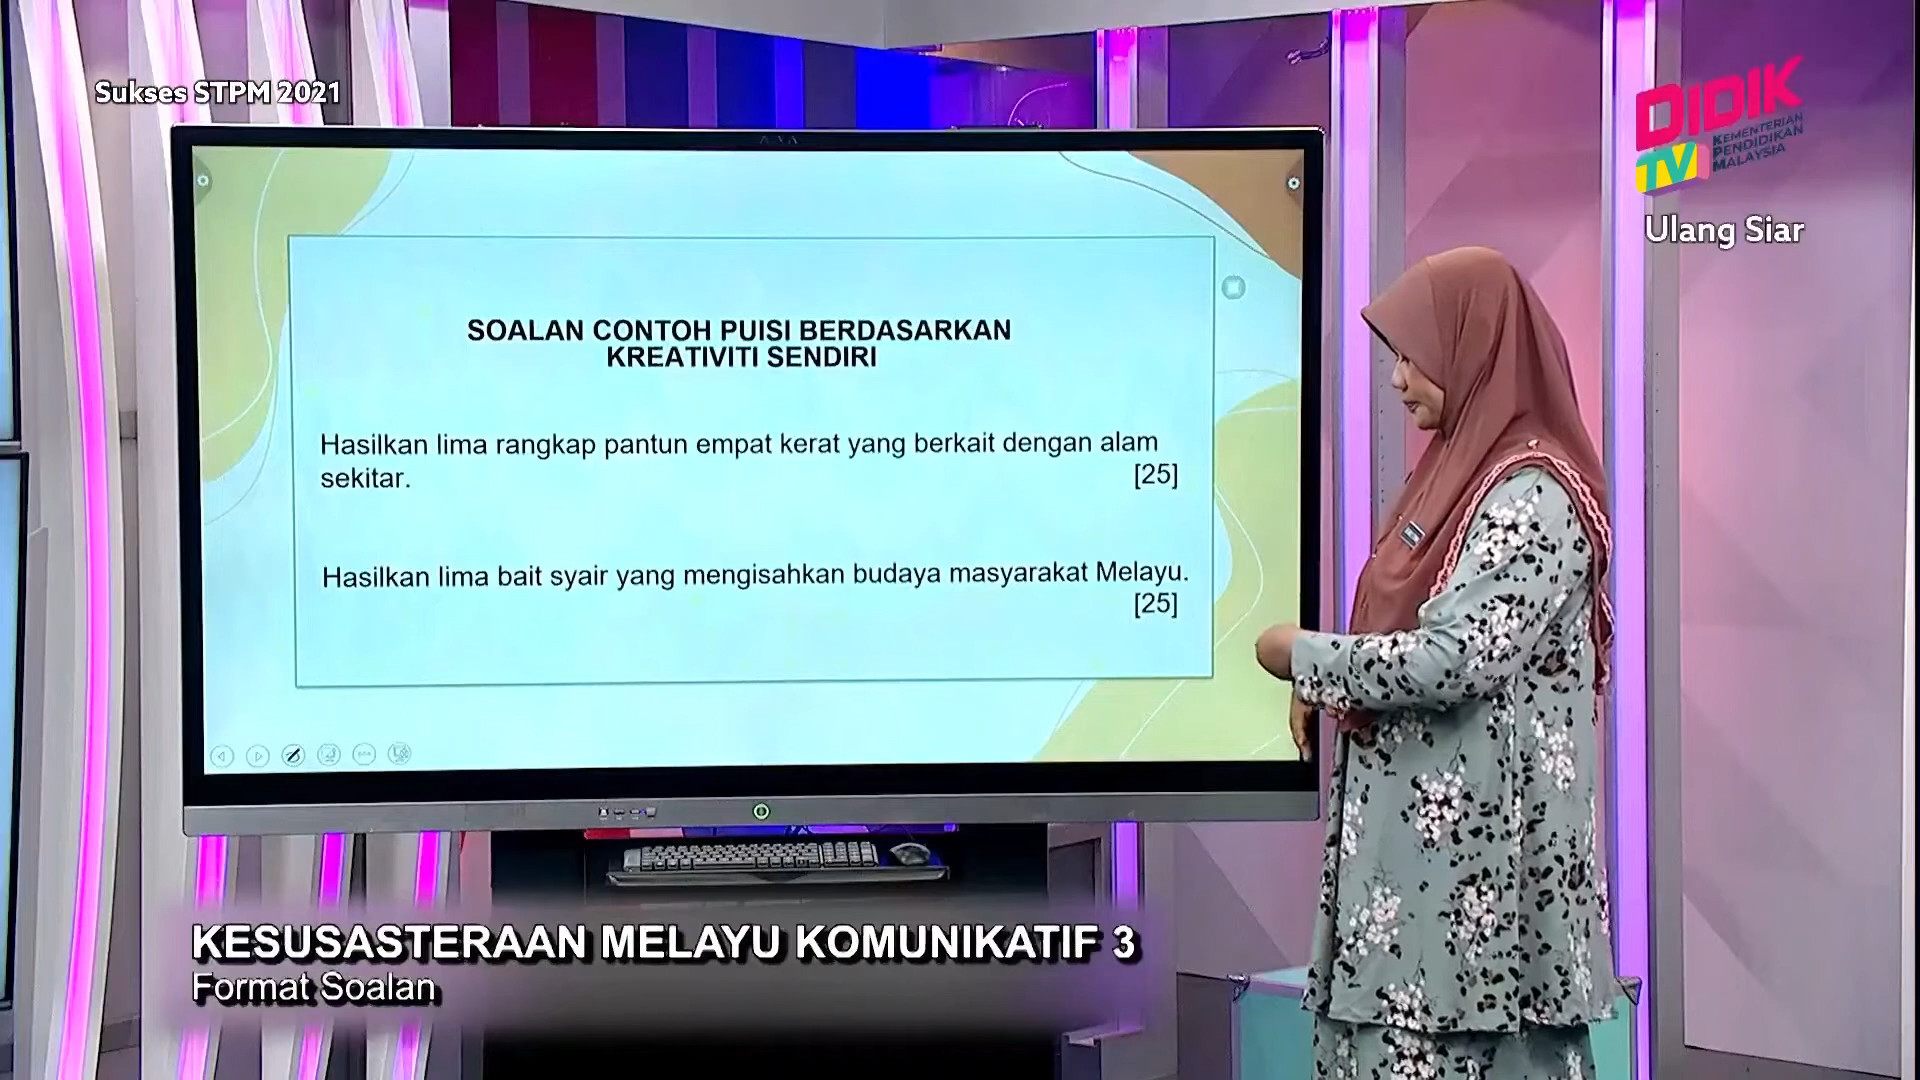 Sukses STPM 2021
DIDIK
TV
KEMENTERIAN
PENDIDIKAN
MALAYSIA
Ulang Siar
SOALAN CONTOH PUISI BERDASARKAN
KREATIVITI SENDIRI
Hasilkan lima rangkap pantun empat kerat yang berkait dengan alam
sekitar. [25]
Hasilkan lima bait syair yang mengisahkan budaya masyarakat Melayu.
[25]
KESUSASTERAAN MELAYU KOMUNIKATIF 3
Format Soalan